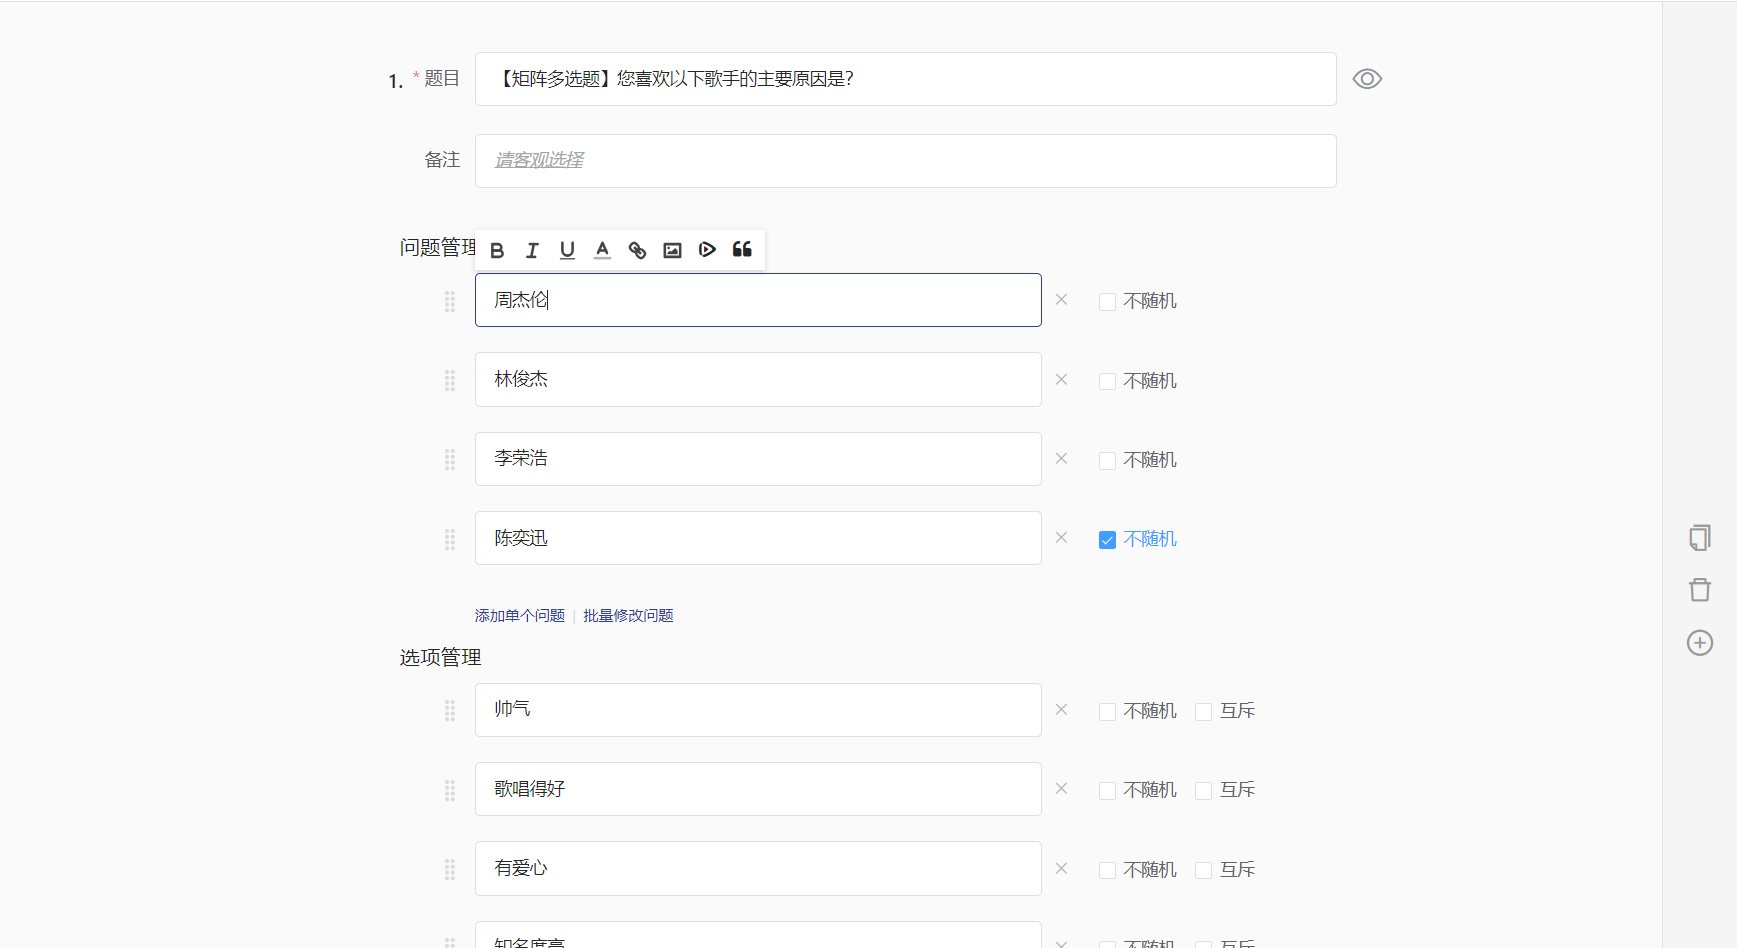 1. * 题目 【矩阵多选题】您喜欢以下歌手的主要原因是?
备注 请客观选择
问题管理
B I U A
周杰伦 不随机
林俊杰 不随机
李荣浩 不随机
陈奕迅 不随机
添加单个问题 | 批量修改问题
选项管理
帅气 不随机 互斥
歌唱得好 不随机 互斥
有爱心 不随机 互斥
知名度高 不随机 互斥